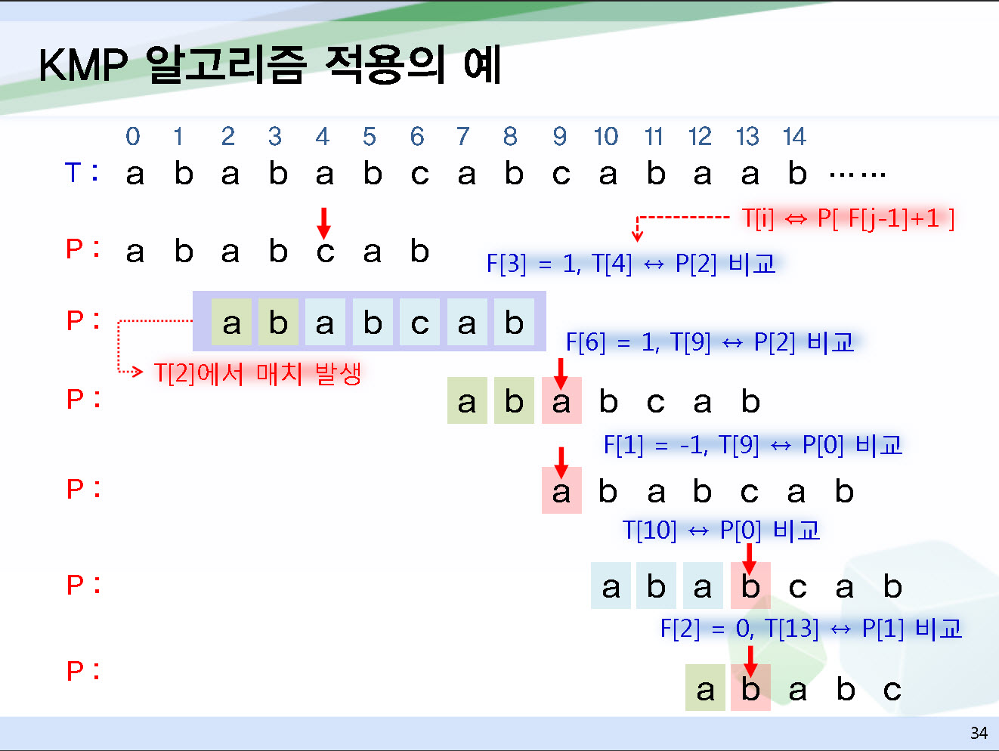 KMP 알고리즘 적용의 예
0 1 2 3 4 5 6 7 8 9 10 11 12 13 14
T : a b a b a b c a b c a b a a b ……
T[i] ⇔ P[ F[j-1]+1 ]
P : a b a b c a b
F[3] = 1, T[4] ↔ P[2] 비교
P : a b a b c a b
F[6] = 1, T[9] ↔ P[2] 비교
T[2]에서 매치 발생
P : a b a b c a b
F[1] = -1, T[9] ↔ P[0] 비교
P : a b a b c a b
T[10] ↔ P[0] 비교
P : a b a b c a b
F[2] = 0, T[13] ↔ P[1] 비교
P : a b a b c
34